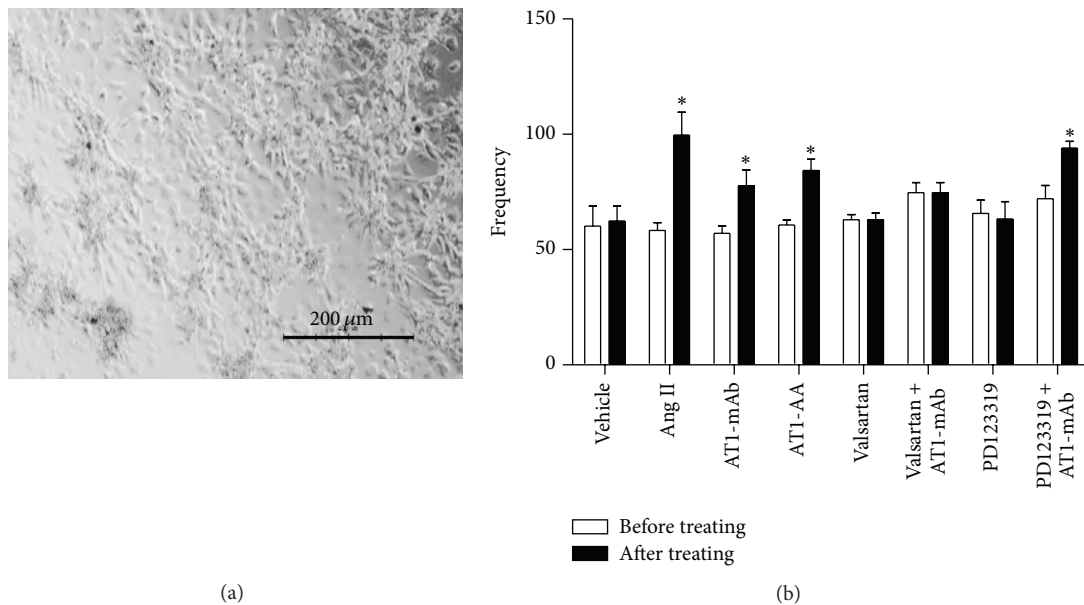 200 μm
(a)
150
100
50
0
Frequency
*
*
*
*
Vehicle
Ang II
AT1-mAb
AT1-AA
Valsartan
Valsartan +
AT1-mAb
PD123319
PD123319 +
AT1-mAb
Before treating
After treating
(b)